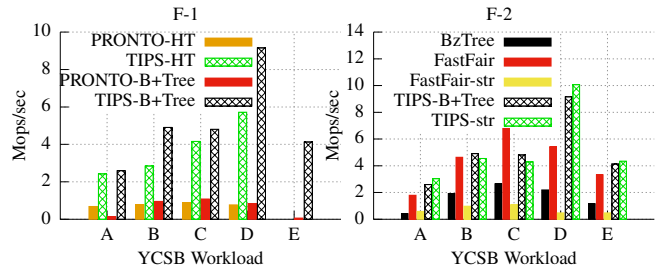 F-1
10
8
6
4
2
0
Mops/sec
PRONTO-HT
TIPS-HT
PRONTO-B+Tree
TIPS-B+Tree
A B C D E
YCSB Workload
F-2
14
12
10
8
6
4
2
0
Mops/sec
BzTree
FastFair
FastFair-str
TIPS-B+Tree
TIPS-str
A B C D E
YCSB Workload